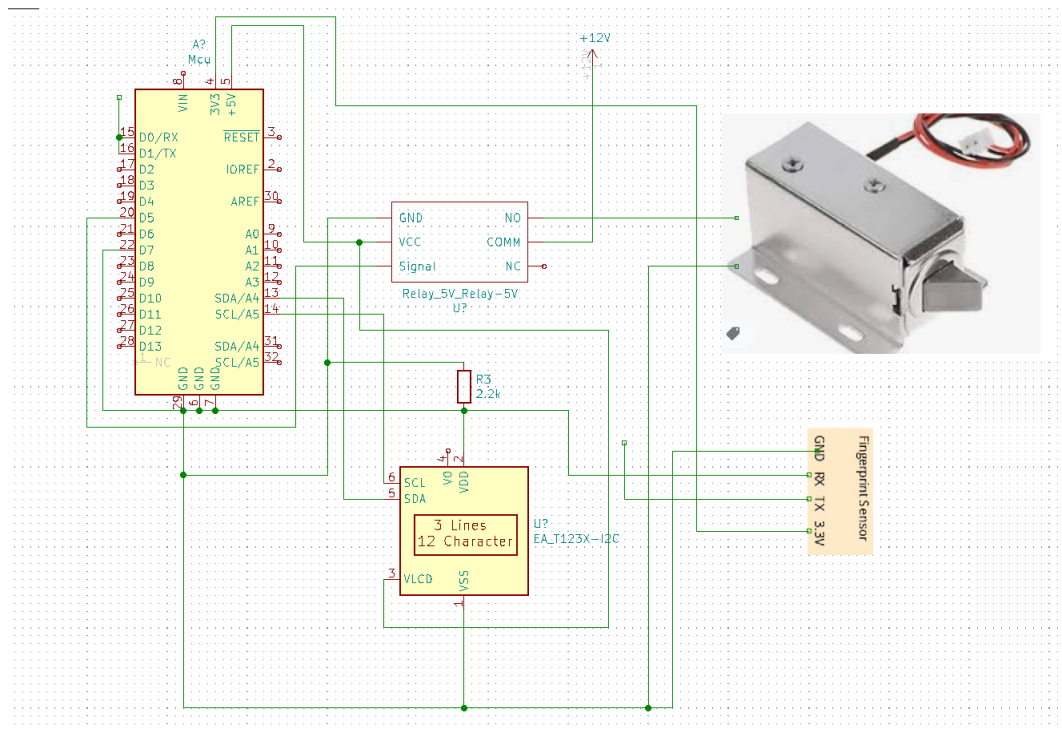 +12V
+12V
A?
Mcu
8
4
5
VIN
3V3
+5V
15
D0/RX
RESET
3
16
D1/TX
17
D2
IOREF
2
18
D3
19
D4
AREF
30
20
D5
21
D6
A0
9
22
D7
A1
10
23
D8
A2
11
24
D9
A3
12
25
D10
SDA/A4
13
26
D11
SCL/A5
14
27
D12
28
D13
SDA/A4
31
1
NC
SCL/A5
32
GND
GND
GND
29
6
7
GND
NO
VCC
COMM
Signal
NC
Relay_5V_Relay-5V
U?
R3
2.2k
4
2
VO
VDD
6
SCL
5
SDA
3 Lines
12 Character
U?
EA_T123X-I2C
3
VLCD
VSS
1
Fingerprint Sensor
GND
RX
TX
3.3V